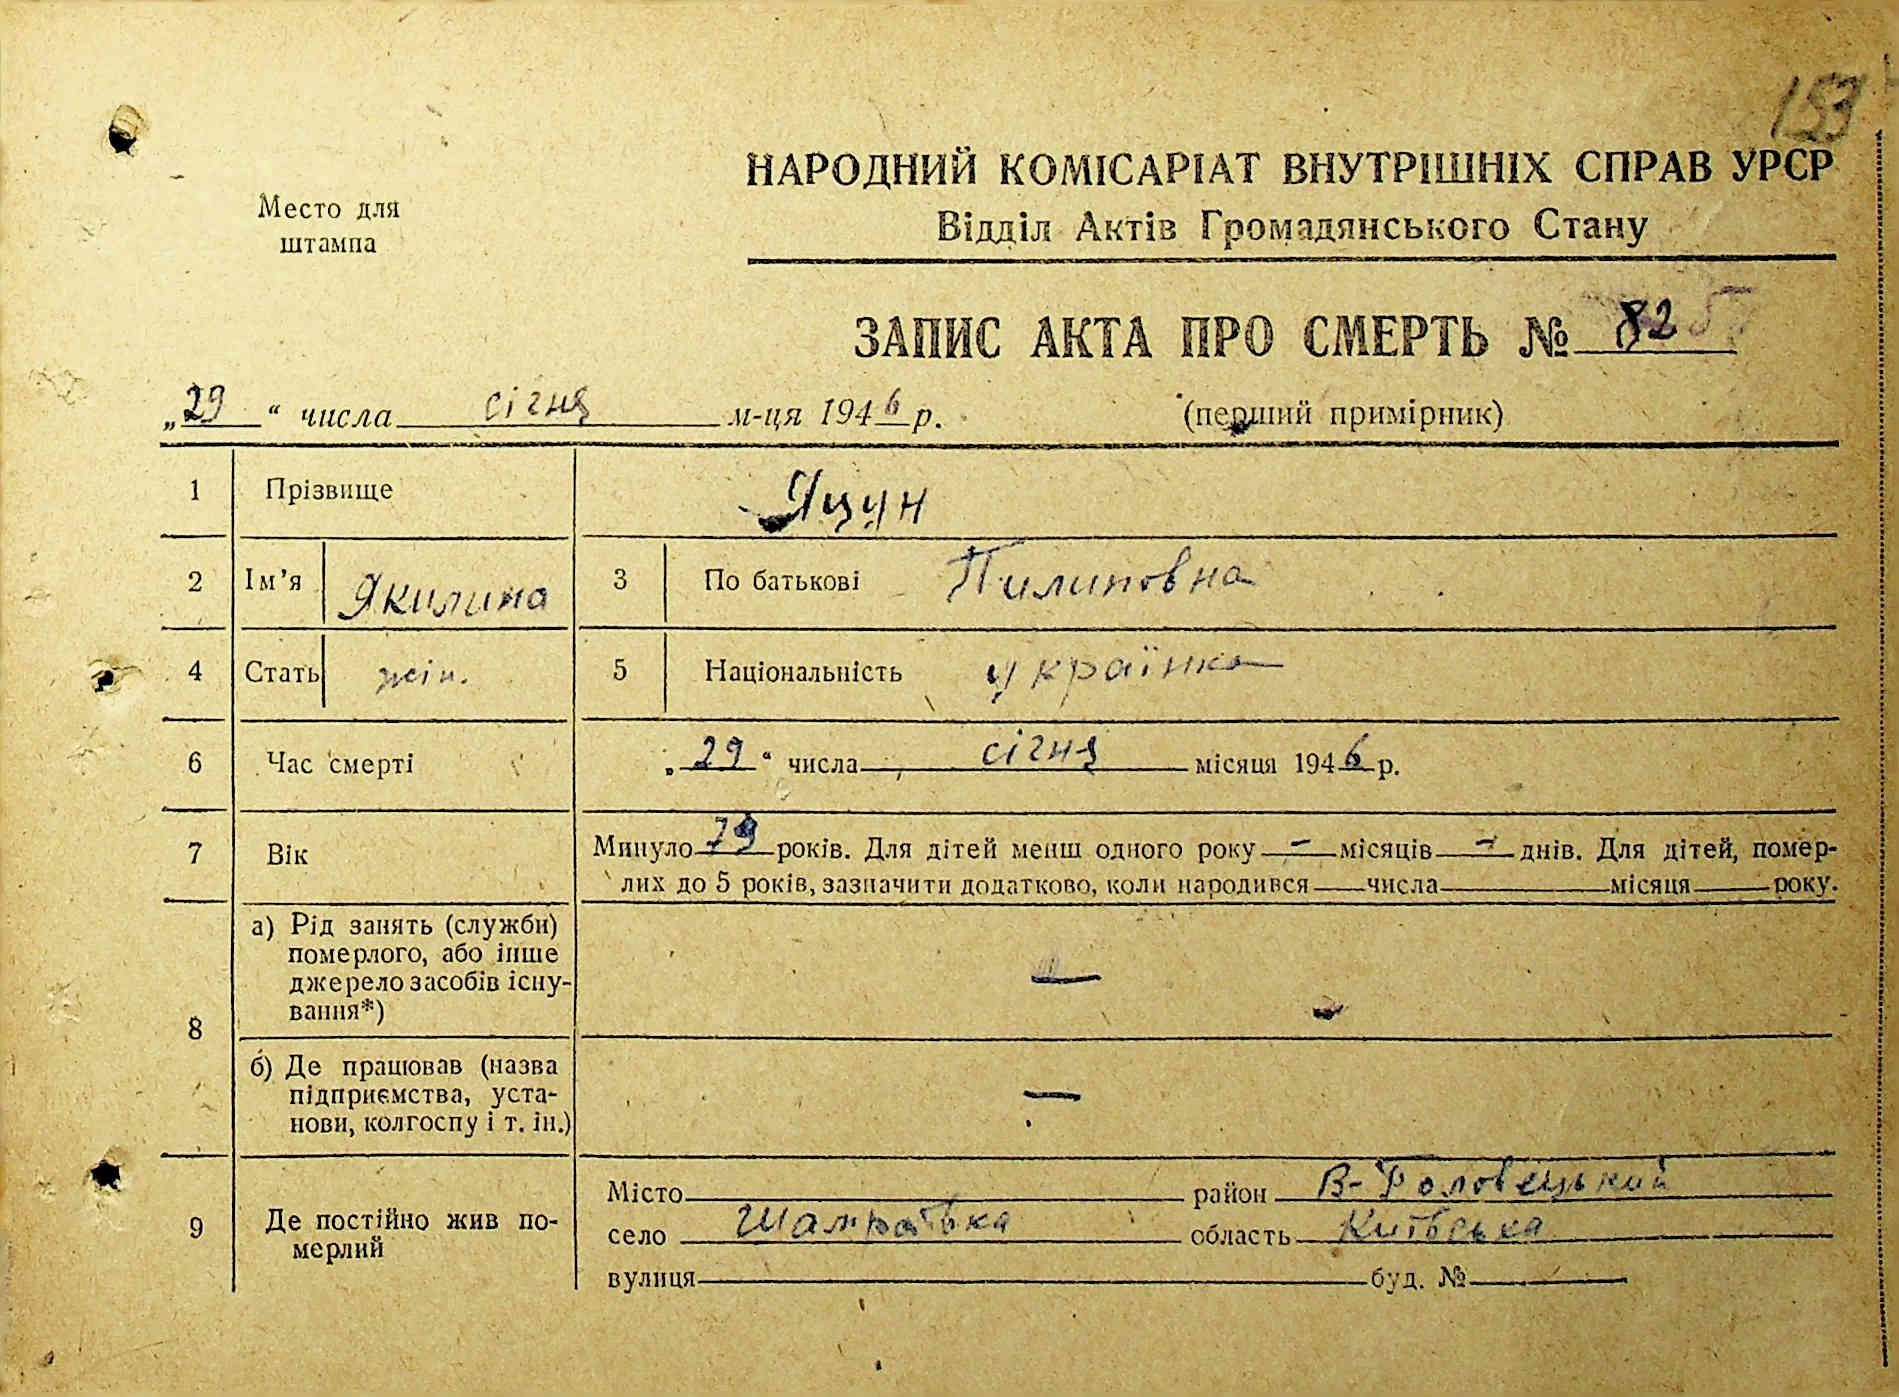 153
НАРОДНИЙ КОМІСАРІАТ ВНУТРІШНІХ СПРАВ УРСР
Место для
штампа
Відділ Актів Громадянського Стану
ЗАПИС АКТА ПРО СМЕРТЬ № 82 5
„29“ числа січня м-ця 1946 р. (перший примірник)
1 Прізвище Яцун
2 Ім’я Якилина 3 По батькові Пилиповна
4 Стать жін. 5 Національність українка
6 Час смерті „29“ числа січня місяця 1946 р.
7 Вік Минуло 79 років. Для дітей менш одного року — місяців — днів. Для дітей, помер-
лих до 5 років, зазначити додатково, коли народився числа місяця року.
8 а) Рід занять (служби)
померлого, або інше
джерело засобів існу-
вання*) —
б) Де працював (назва
підприємства, уста-
нови, колгоспу і т. ін.) —
9 Де постійно жив по-
мерлий
Місто район В-Половецький
село Шамраївка область Київська
вулиця буд. №